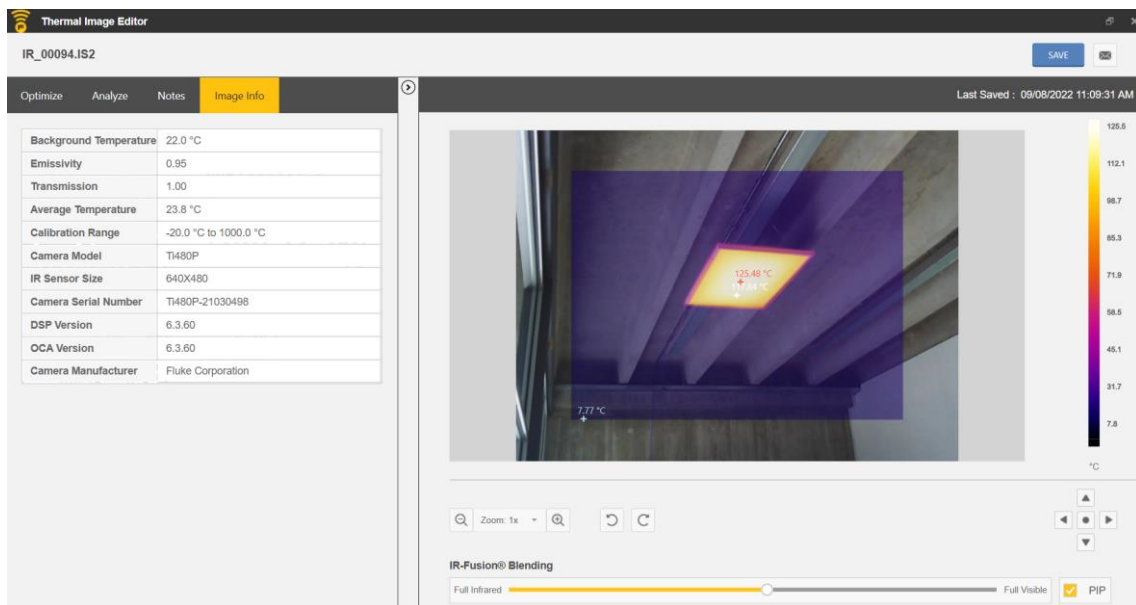 Thermal Image Editor
IR_00094.IS2
SAVE
Optimize Analyze Notes Image Info
Last Saved : 09/08/2022 11:09:31 AM
Background Temperature 22.0 °C
Emissivity 0.95
Transmission 1.00
Average Temperature 23.8 °C
Calibration Range -20.0 °C to 1000.0 °C
Camera Model Ti480P
IR Sensor Size 640X480
Camera Serial Number Ti480P-21030498
DSP Version 6.3.60
OCA Version 6.3.60
Camera Manufacturer Fluke Corporation
125.48 °C
7.77 °C
125.5
112.1
98.7
85.3
71.9
58.5
45.1
31.7
7.8
°C
Zoom: 1x
IR-Fusion® Blending
Full Infrared Full Visible PIP